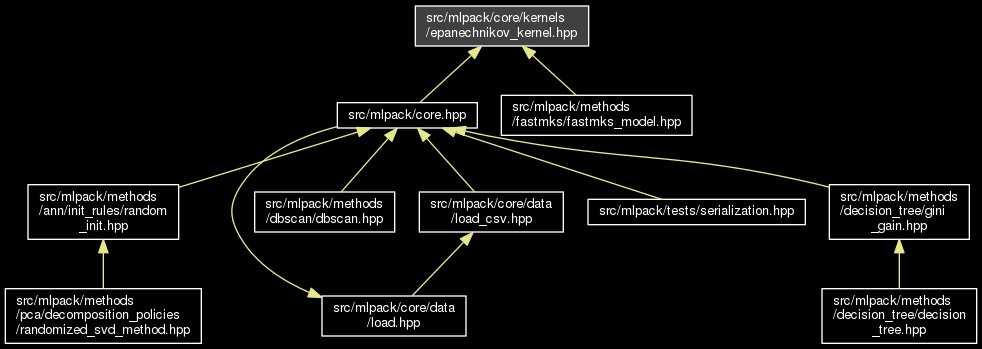 src/mlpack/core/kernels
/epanechnikov_kernel.hpp
src/mlpack/core.hpp
src/mlpack/methods
/fastmks/fastmks_model.hpp
src/mlpack/methods
/ann/init_rules/random
_init.hpp
src/mlpack/methods
/dbscan/dbscan.hpp
src/mlpack/core/data
/load_csv.hpp
src/mlpack/tests/serialization.hpp
src/mlpack/methods
/decision_tree/gini
_gain.hpp
src/mlpack/methods
/pca/decomposition_policies
/randomized_svd_method.hpp
src/mlpack/core/data
/load.hpp
src/mlpack/methods
/decision_tree/decision
_tree.hpp